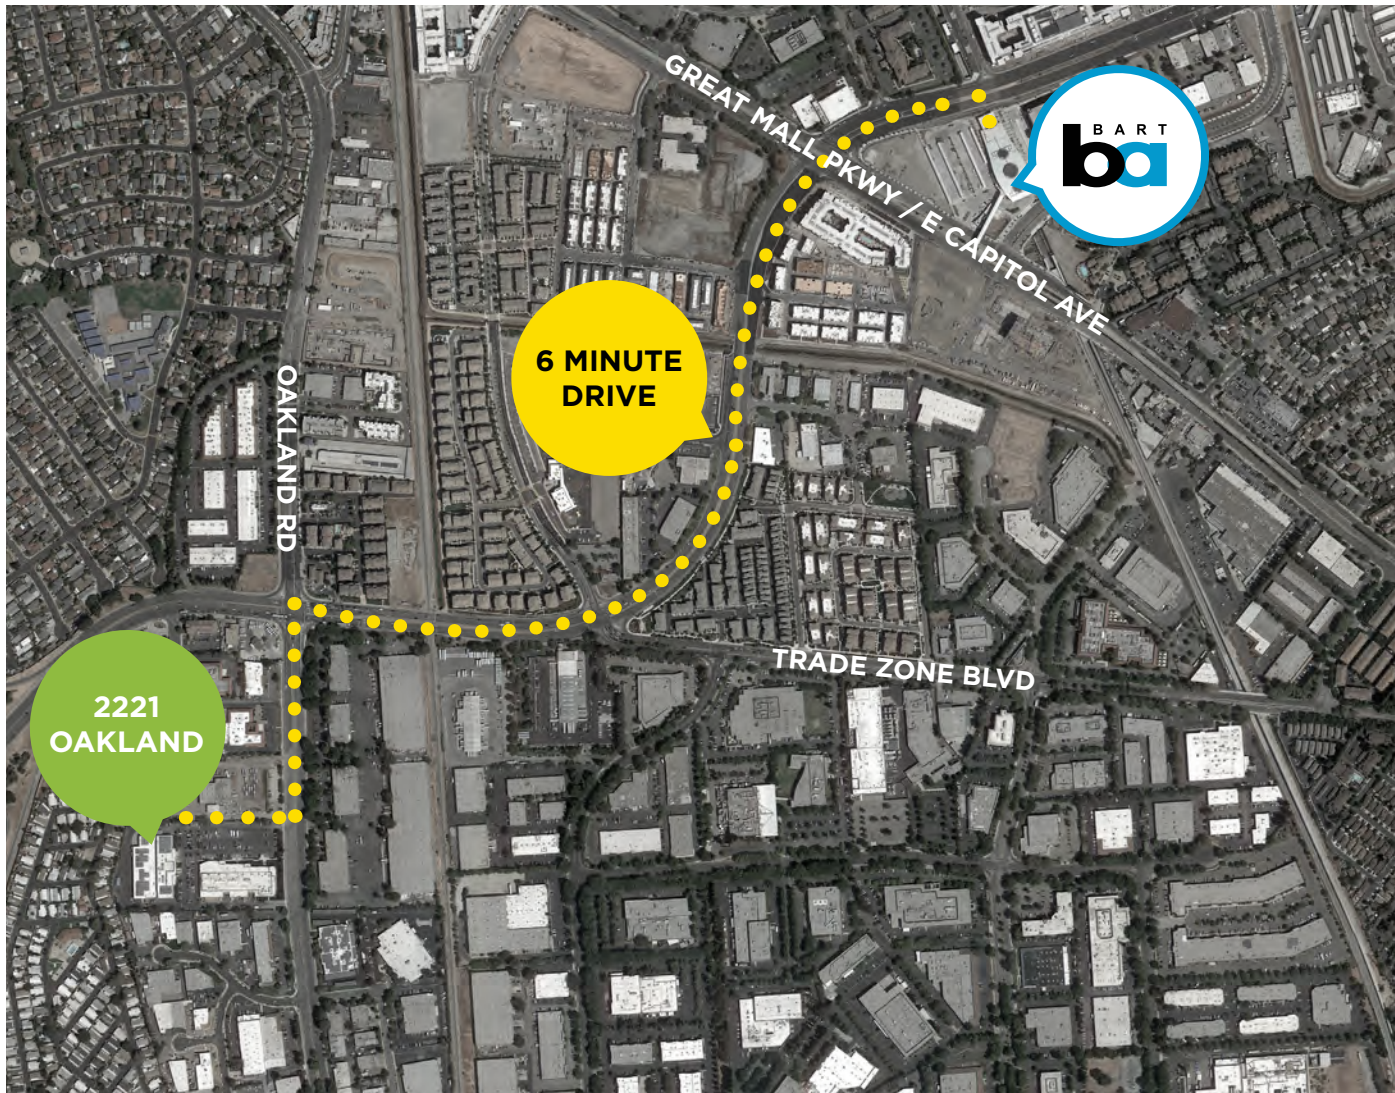 GREAT MALL PKWY / E CAPITOL AVE
BART
ba
6 MINUTE
DRIVE
OAKLAND RD
TRADE ZONE BLVD
2221
OAKLAND